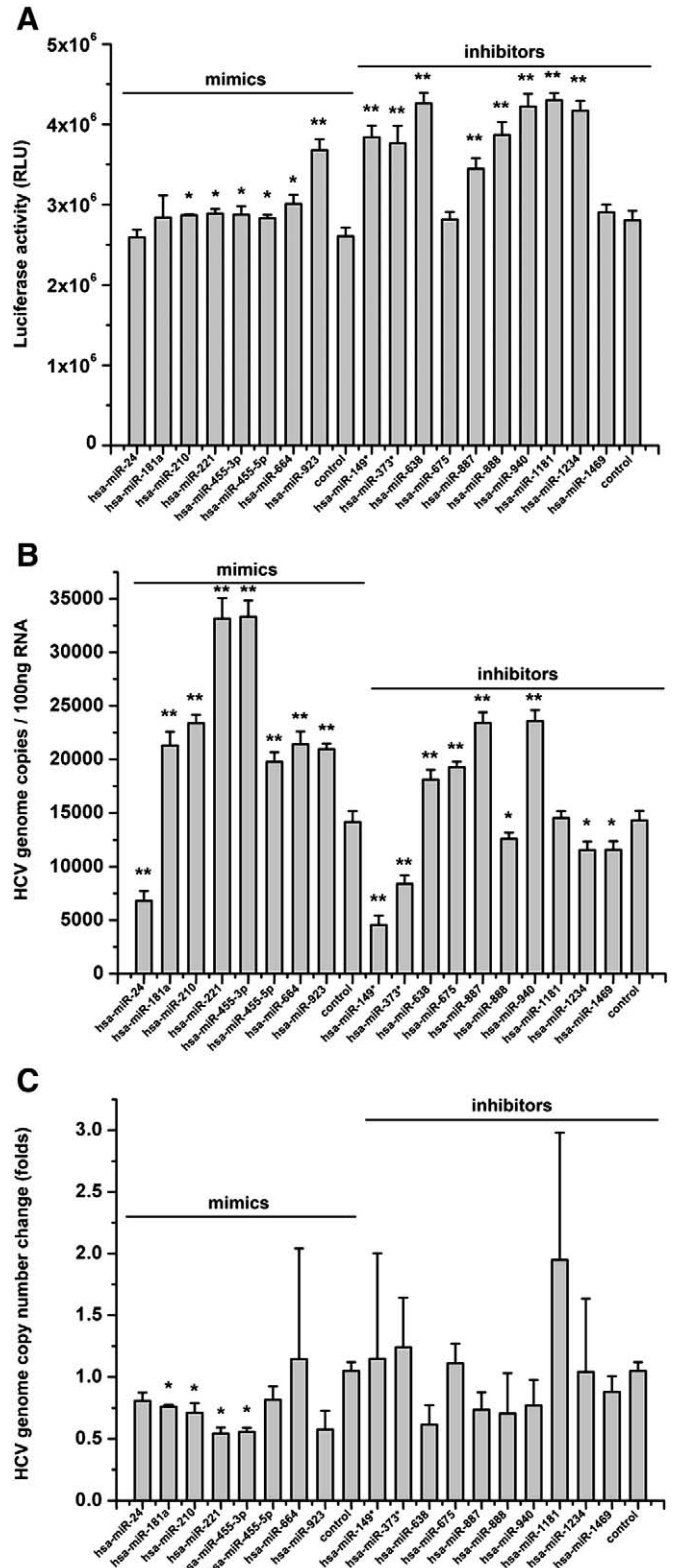 A
5x10⁶
4x10⁶
3x10⁶
2x10⁶
1x10⁶
0
Luciferase activity (RLU)
mimics
inhibitors
* * * * * ** ** ** ** ** ** ** ** **
hsa-miR-24
hsa-miR-181a
hsa-miR-210
hsa-miR-221
hsa-miR-455-3p
hsa-miR-455-5p
hsa-miR-664
hsa-miR-923
control
hsa-miR-149*
hsa-miR-373*
hsa-miR-638
hsa-miR-675
hsa-miR-887
hsa-miR-888
hsa-miR-940
hsa-miR-1181
hsa-miR-1234
hsa-miR-1469
control
B
35000
30000
25000
20000
15000
10000
5000
0
HCV genome copies / 100ng RNA
mimics
inhibitors
** ** ** ** ** ** ** ** ** ** ** ** ** * ** * *
hsa-miR-24
hsa-miR-181a
hsa-miR-210
hsa-miR-221
hsa-miR-455-3p
hsa-miR-455-5p
hsa-miR-664
hsa-miR-923
control
hsa-miR-149*
hsa-miR-373*
hsa-miR-638
hsa-miR-675
hsa-miR-887
hsa-miR-888
hsa-miR-940
hsa-miR-1181
hsa-miR-1234
hsa-miR-1469
control
C
3.0
2.5
2.0
1.5
1.0
0.5
0.0
HCV genome copy number change (folds)
mimics
inhibitors
* * * *
hsa-miR-24
hsa-miR-181a
hsa-miR-210
hsa-miR-221
hsa-miR-455-3p
hsa-miR-455-5p
hsa-miR-664
hsa-miR-923
control
hsa-miR-149*
hsa-miR-373*
hsa-miR-638
hsa-miR-675
hsa-miR-887
hsa-miR-888
hsa-miR-940
hsa-miR-1181
hsa-miR-1234
hsa-miR-1469
control